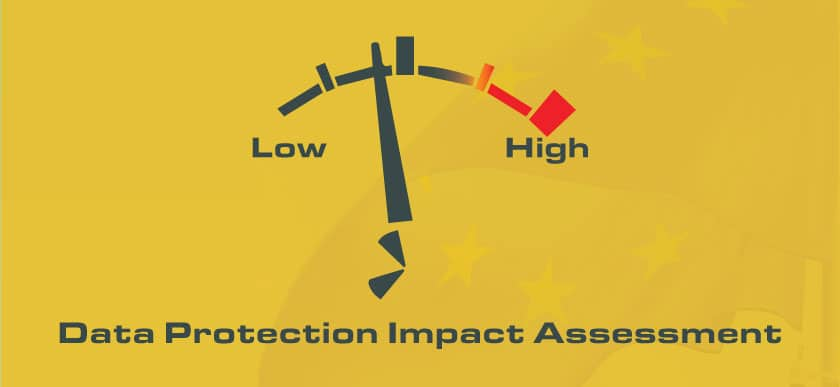 Low High
Data Protection Impact Assessment